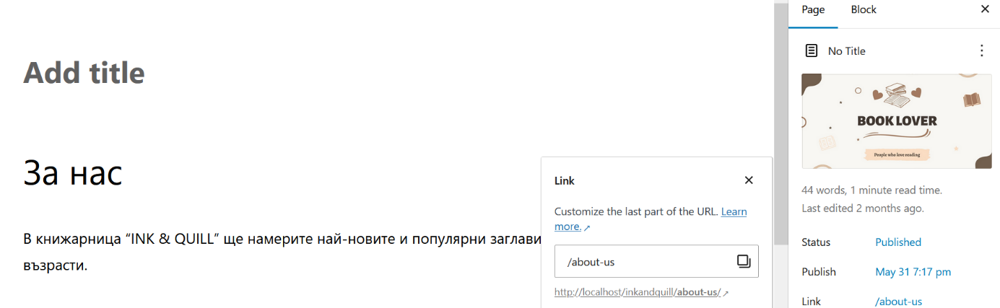 Page Block
No Title
Add title
BOOK LOVER
People who love reading
За нас
44 words, 1 minute read time.
Last edited 2 months ago.
Link
Customize the last part of the URL. Learn
more.
/about-us
http://localhost/inkandquill/about-us/
В книжарница “INK & QUILL” ще намерите най-новите и популярни заглави
възрасти.
Status Published
Publish May 31 7:17 pm
Link /about-us